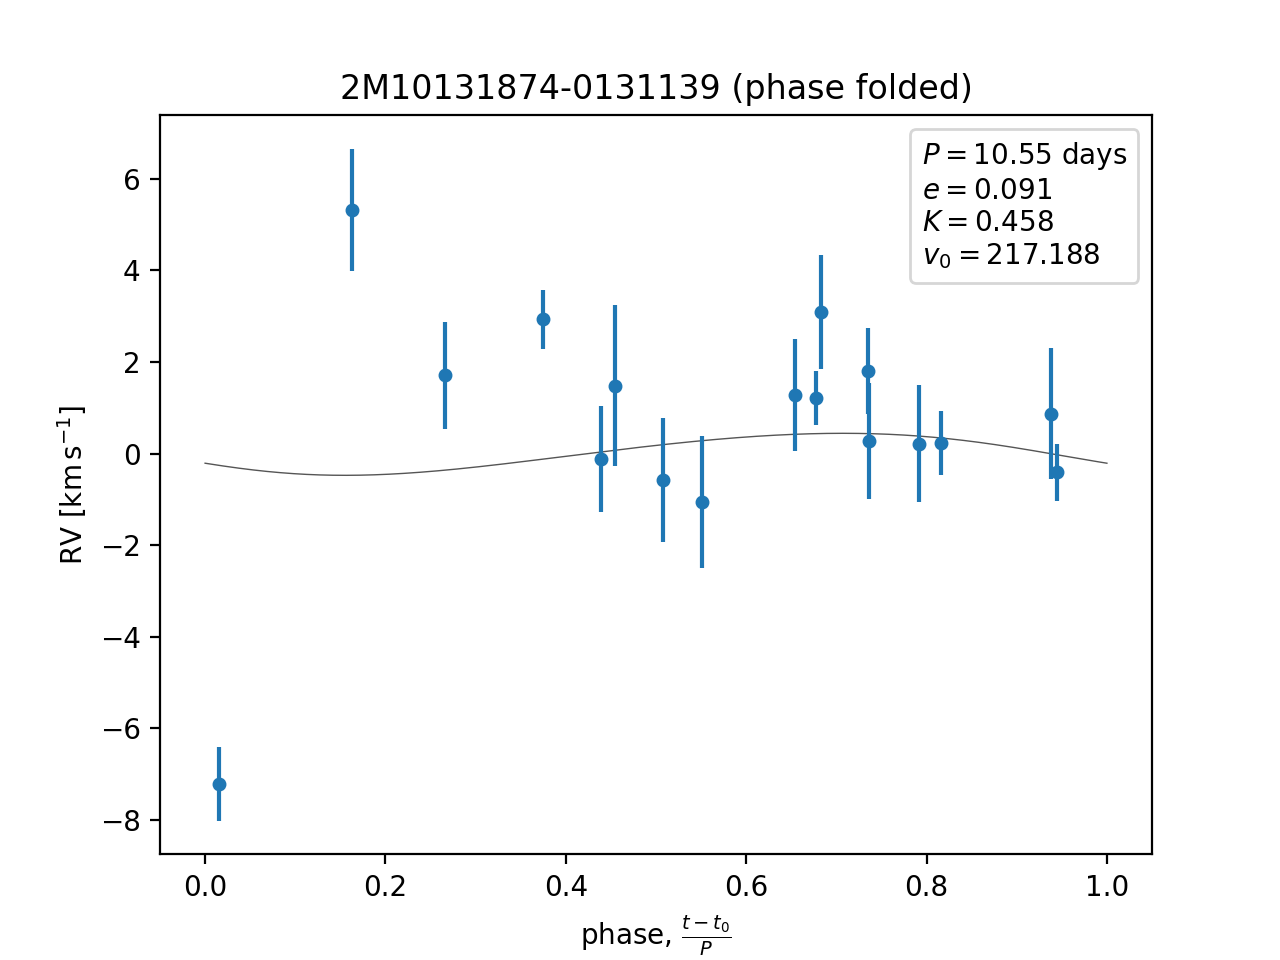 2M10131874-0131139 (phase folded)
P = 10.55 days
e = 0.091
K = 0.458
v₀ = 217.188
6
4
2
0
−2
−4
−6
−8
RV [km s⁻¹]
0.0 0.2 0.4 0.6 0.8 1.0
phase, (t − t₀)/P